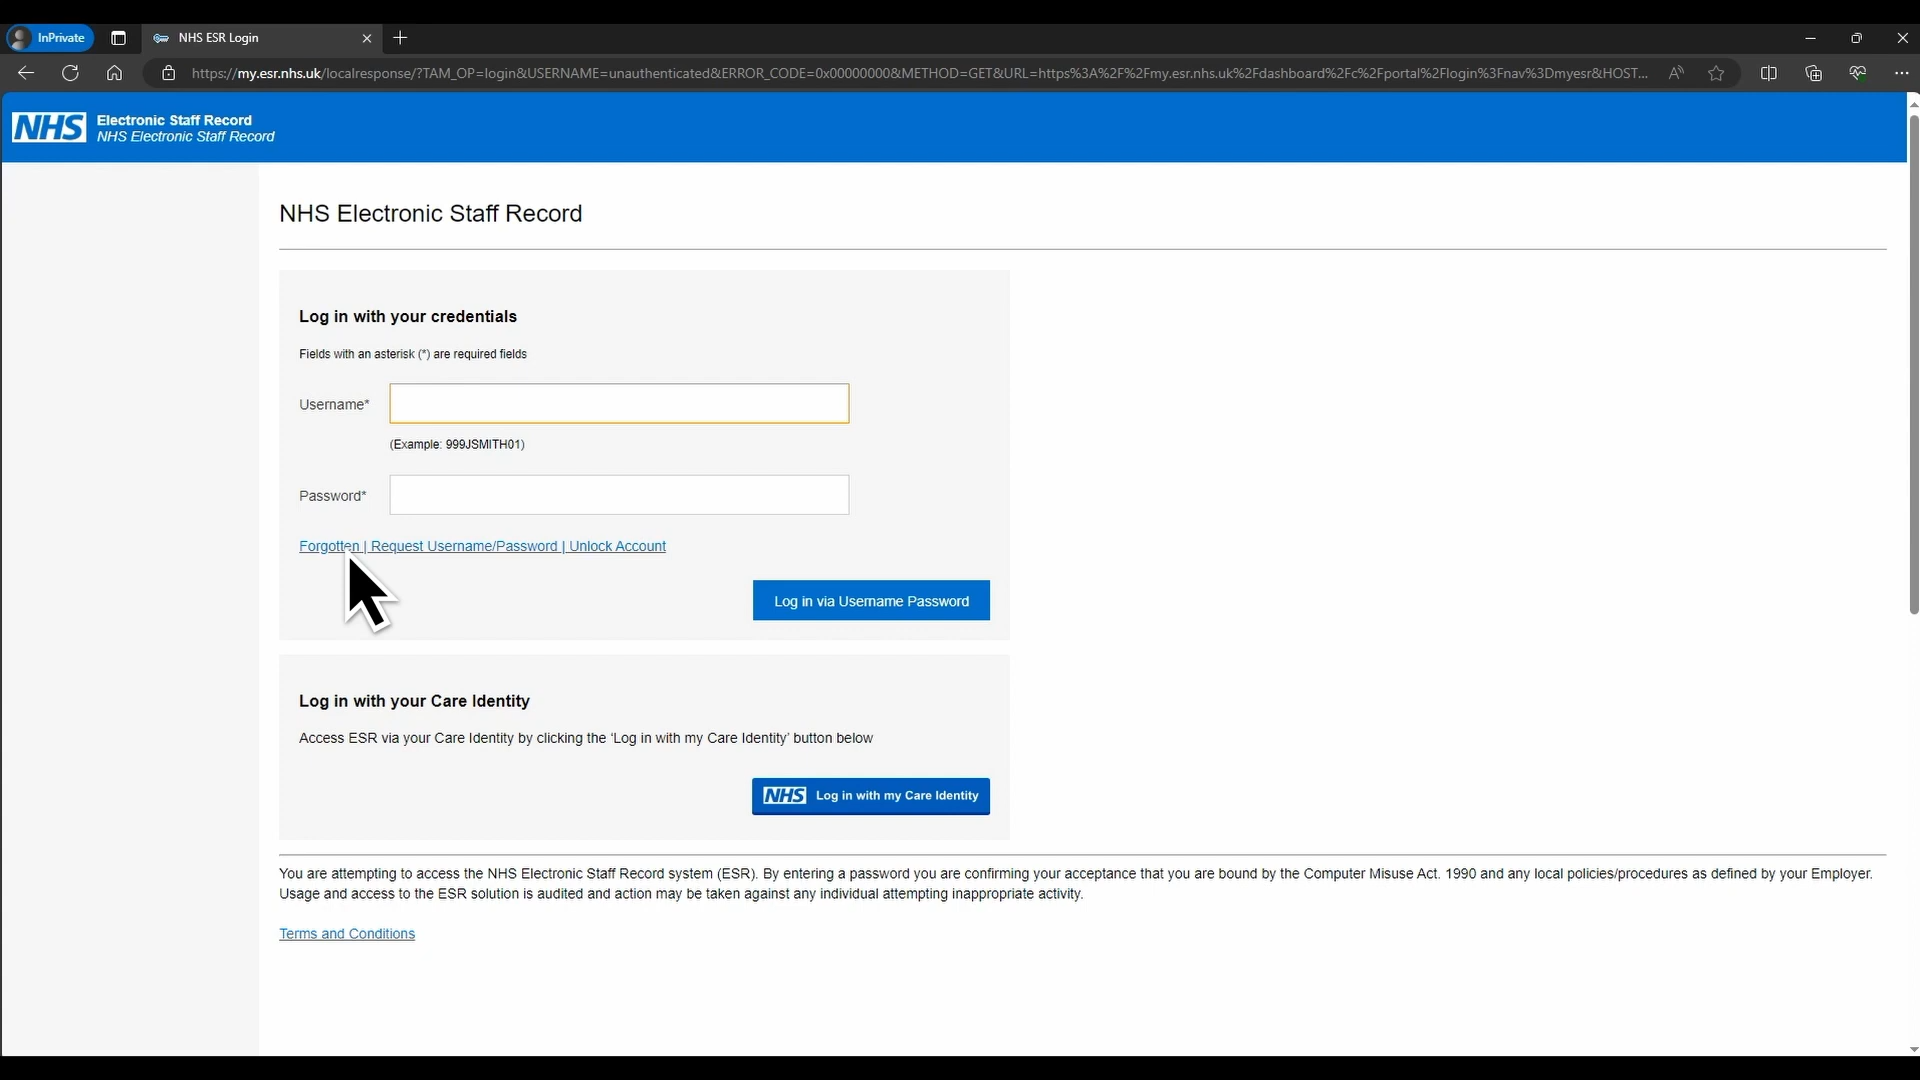 InPrivate
NHS ESR Login
https://my.esr.nhs.uk/localresponse/?TAM_OP=login&USERNAME=unauthenticated&ERROR_CODE=0x00000000&METHOD=GET&URL=https%3A%2F%2Fmy.esr.nhs.uk%2Fdashboard%2Fc%2Fportal%2Flogin%3Fnav%3Dmyesr&HOST...
NHS
Electronic Staff Record
NHS Electronic Staff Record
NHS Electronic Staff Record
Log in with your credentials
Fields with an asterisk (*) are required fields
Username*
(Example: 999JSMITH01)
Password*
Forgotten | Request Username/Password | Unlock Account
Log in via Username Password
Log in with your Care Identity
Access ESR via your Care Identity by clicking the 'Log in with my Care Identity' button below
NHS Log in with my Care Identity
You are attempting to access the NHS Electronic Staff Record system (ESR). By entering a password you are confirming your acceptance that you are bound by the Computer Misuse Act. 1990 and any local policies/procedures as defined by your Employer.
Usage and access to the ESR solution is audited and action may be taken against any individual attempting inappropriate activity.
Terms and Conditions